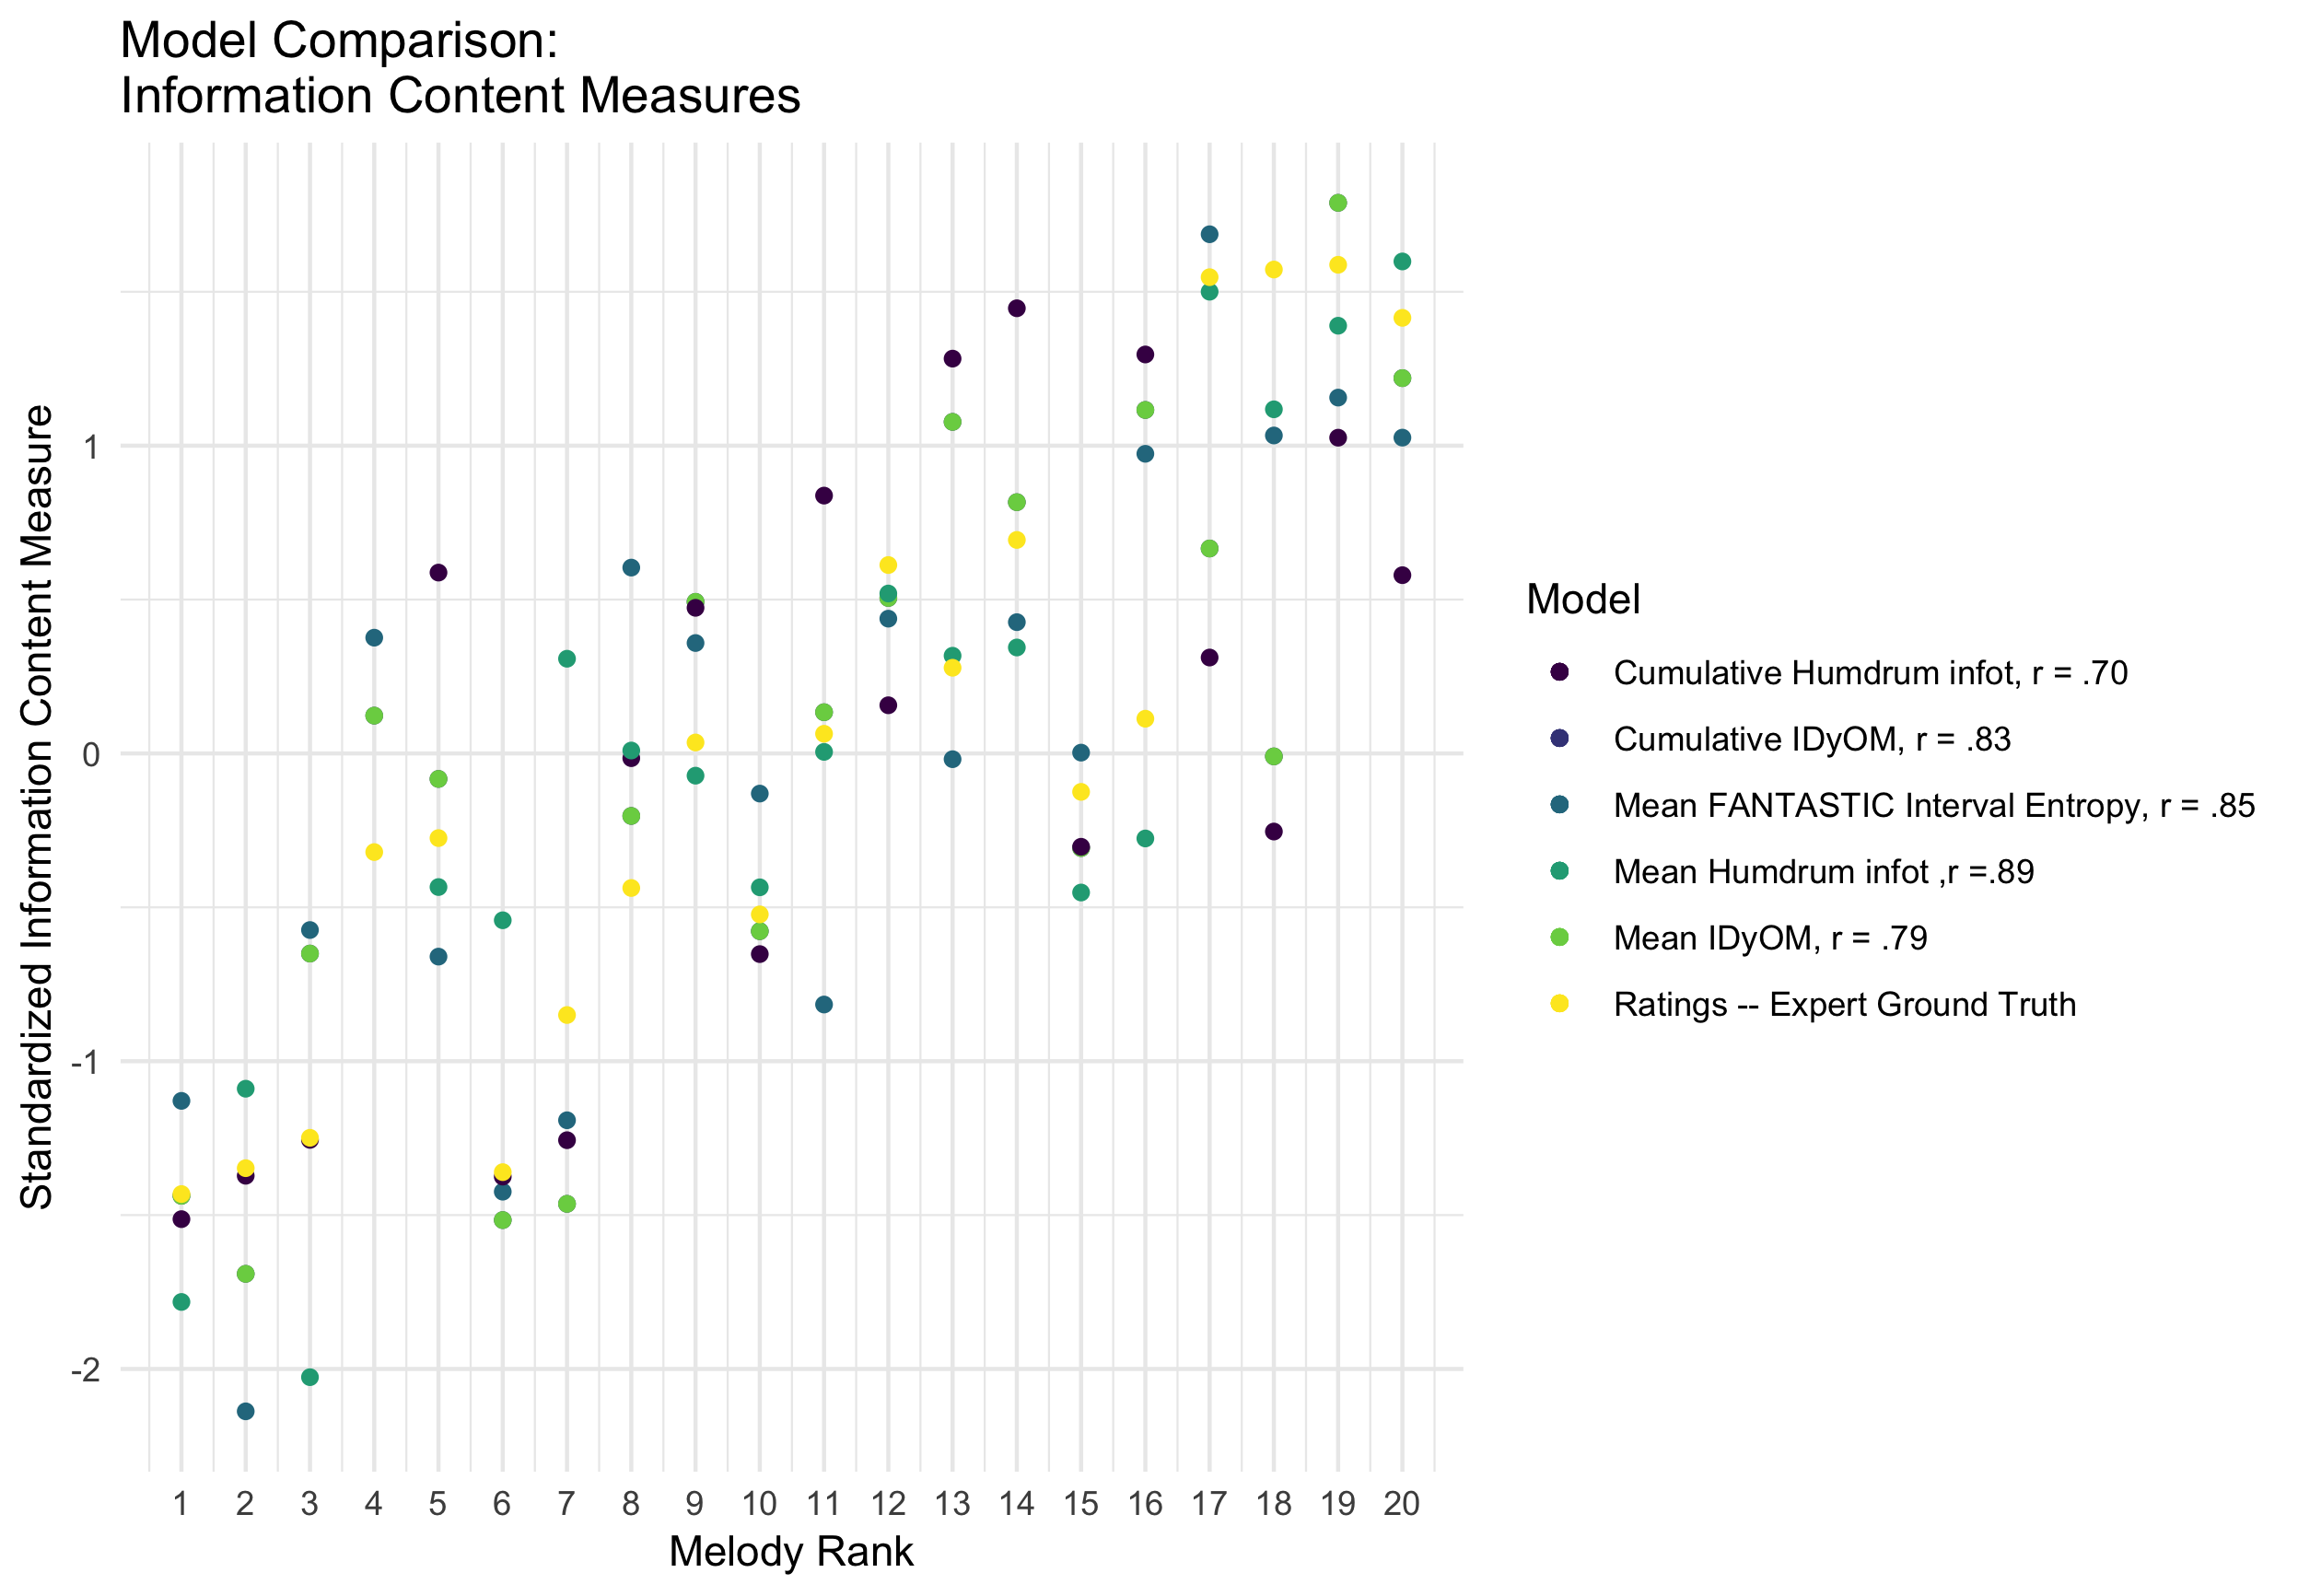 Model Comparison:
Information Content Measures
Standardized Information Content Measure
1
0
-1
-2
1 2 3 4 5 6 7 8 9 10 11 12 13 14 15 16 17 18 19 20
Melody Rank
Model
Cumulative Humdrum infot, r = .70
Cumulative IDyOM, r = .83
Mean FANTASTIC Interval Entropy, r = .85
Mean Humdrum infot ,r =.89
Mean IDyOM, r = .79
Ratings -- Expert Ground Truth